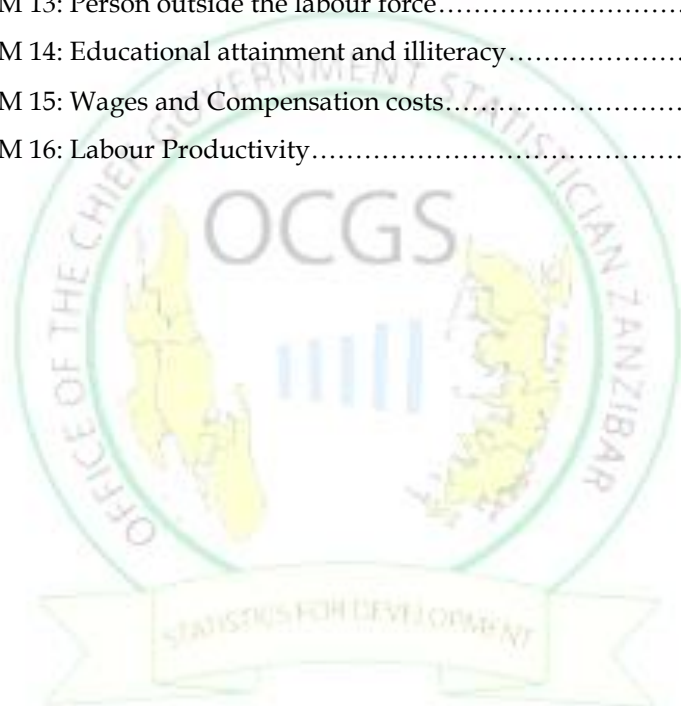 M 13: Person outside the labour force……………………
M 14: Educational attainment and illiteracy………………
M 15: Wages and Compensation costs……………………
M 16: Labour Productivity…………………………………
OFFICE OF THE CHIEF GOVERNMENT STATISTICIAN ZANZIBAR
OCGS
STATISTICS FOR DEVELOPMENT